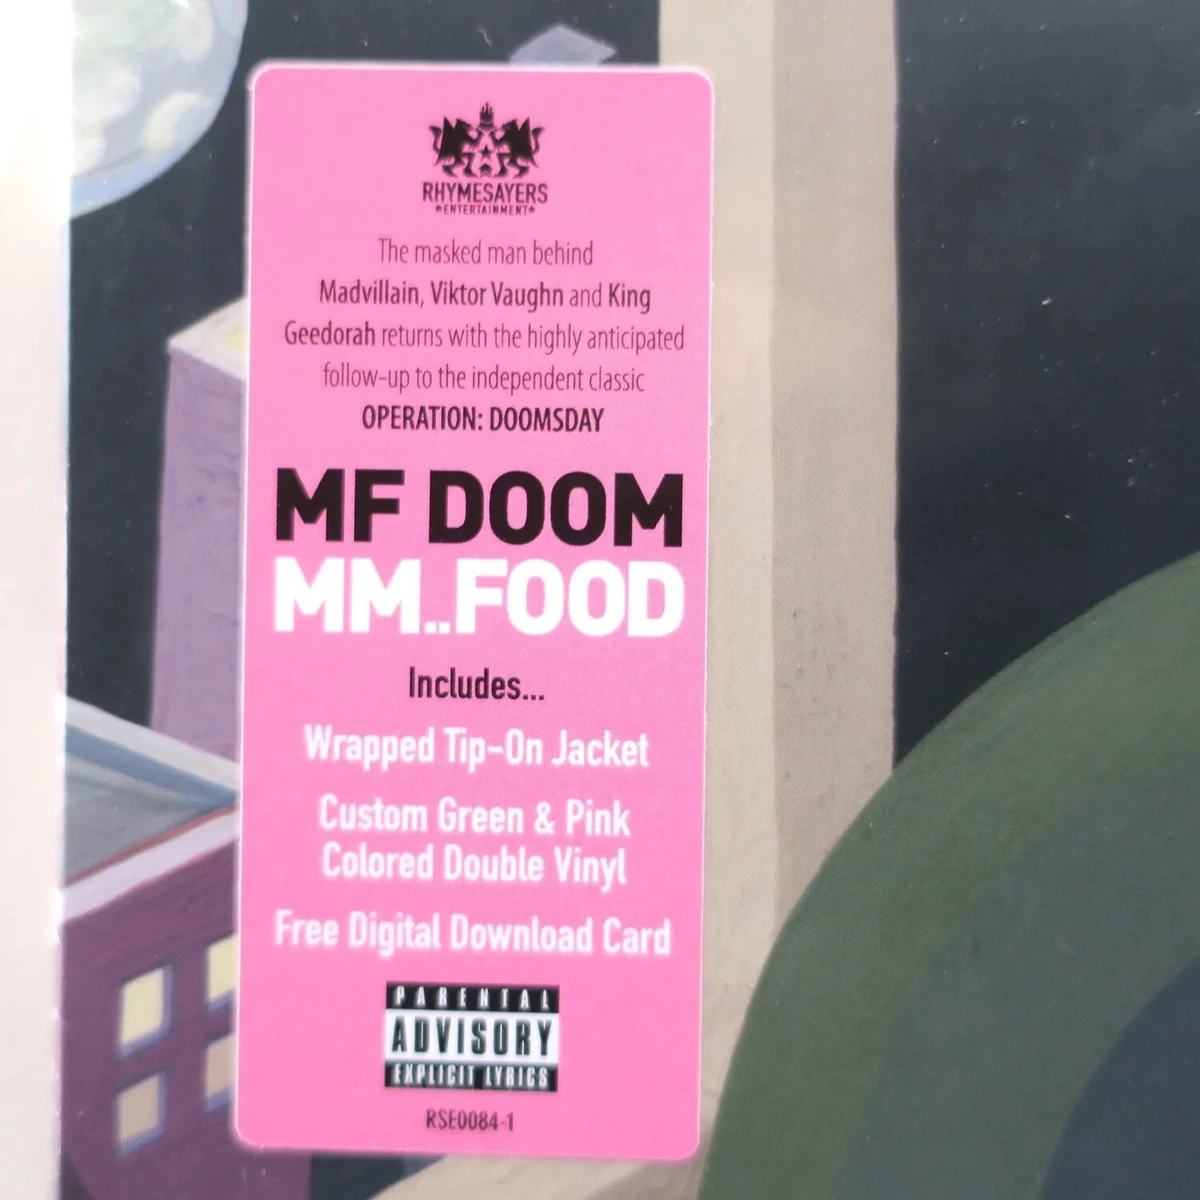 RHYMESAYERS
*ENTERTAINMENT*
The masked man behind
Madvillain, Viktor Vaughn and King
Geedorah returns with the highly anticipated
follow-up to the independent classic
OPERATION: DOOMSDAY
MF DOOM
MM..FOOD
Includes...
Wrapped Tip-On Jacket
Custom Green & Pink
Colored Double Vinyl
Free Digital Download Card
PARENTAL
ADVISORY
EXPLICIT LYRICS
RSE0084-1